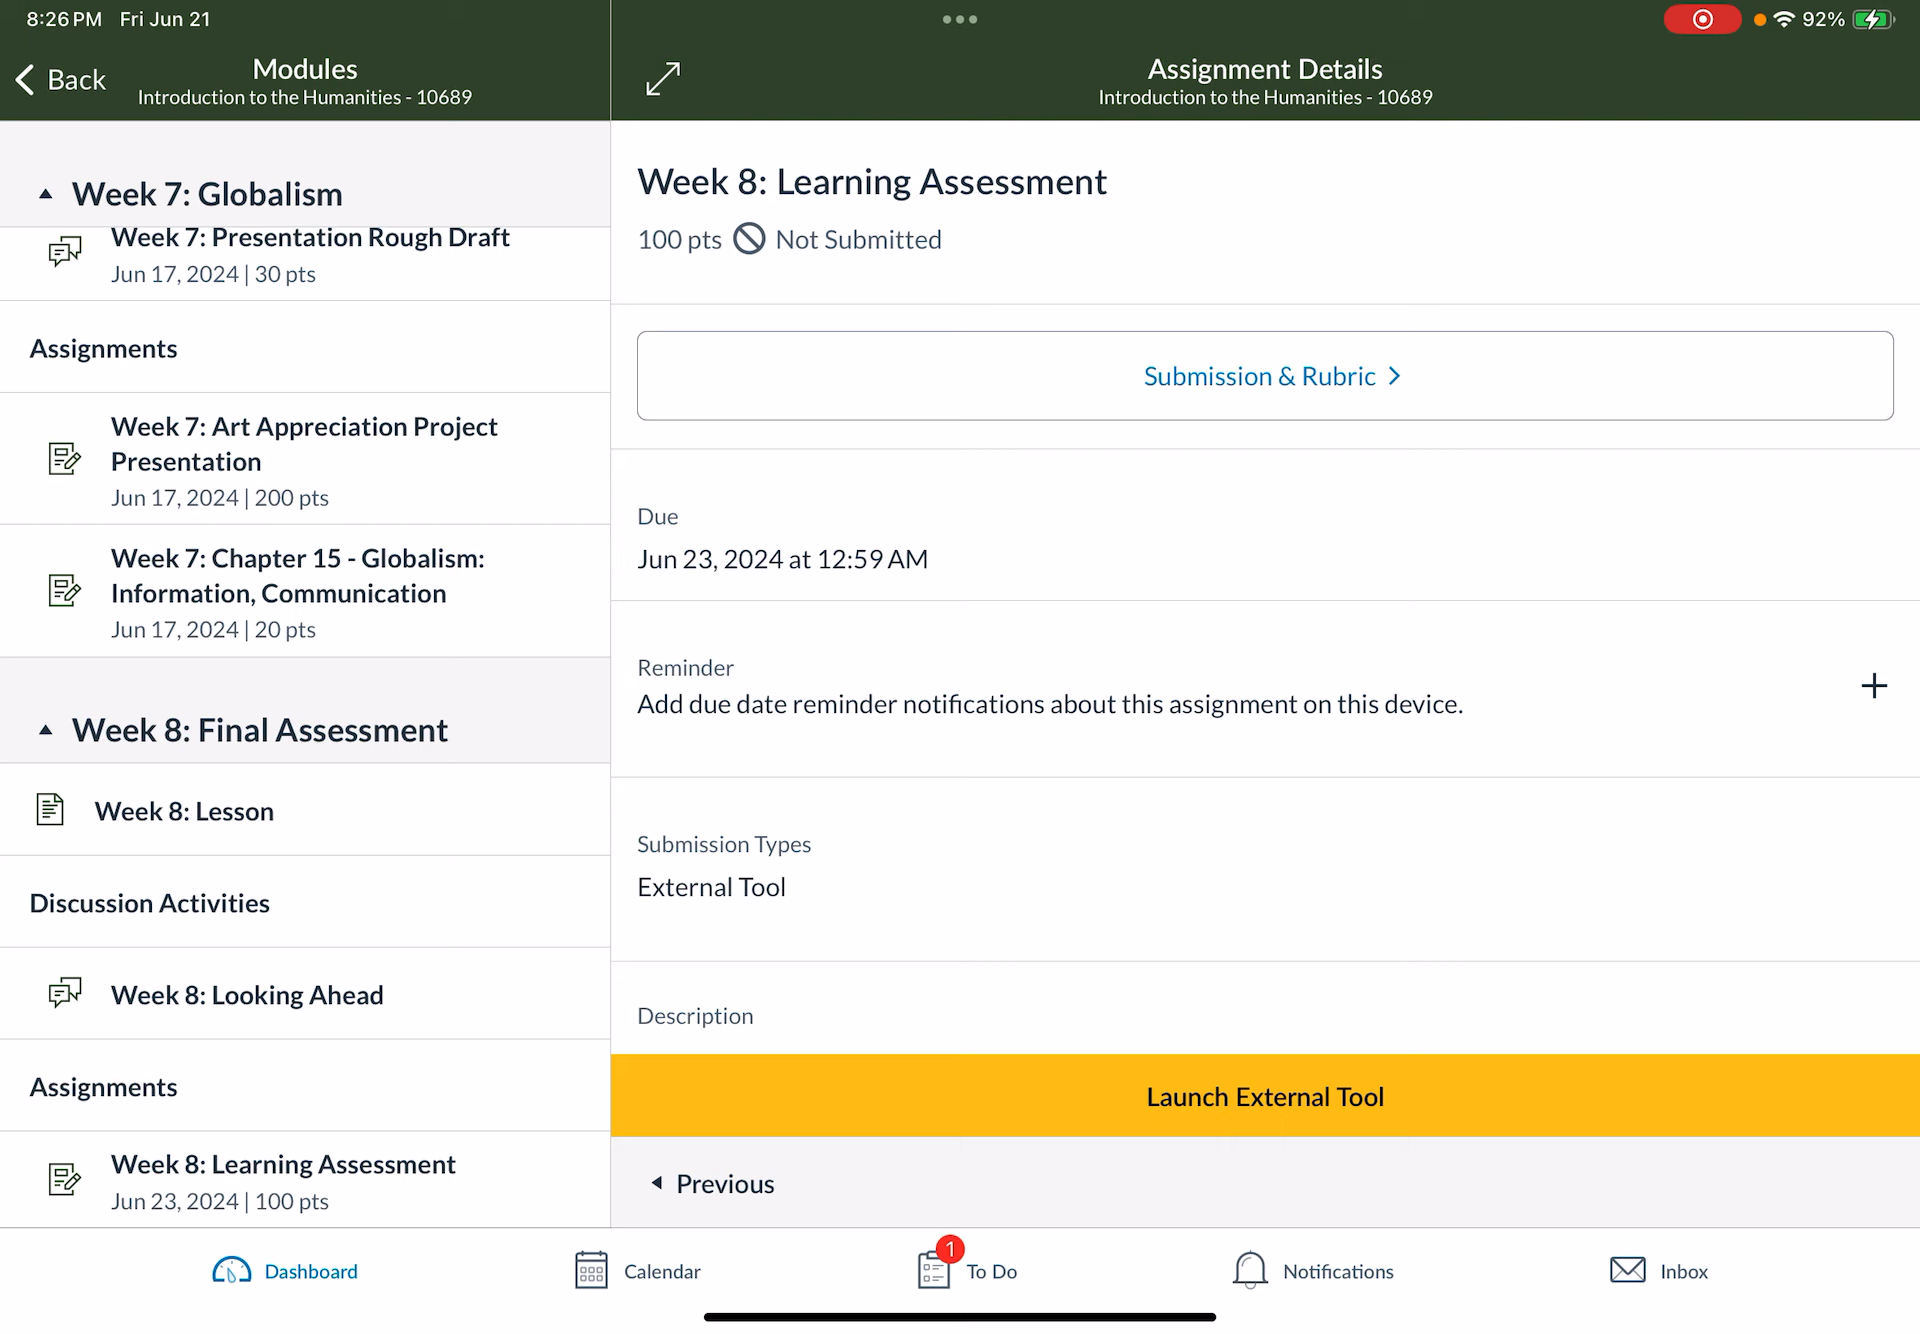 8:26 PM Fri Jun 21
92%
Back
Modules
Introduction to the Humanities - 10689
Week 7: Globalism
Week 7: Presentation Rough Draft
Jun 17, 2024 | 30 pts
Assignments
Week 7: Art Appreciation Project
Presentation
Jun 17, 2024 | 200 pts
Week 7: Chapter 15 - Globalism:
Information, Communication
Jun 17, 2024 | 20 pts
Week 8: Final Assessment
Week 8: Lesson
Discussion Activities
Week 8: Looking Ahead
Assignments
Week 8: Learning Assessment
Jun 23, 2024 | 100 pts
Assignment Details
Introduction to the Humanities - 10689
Week 8: Learning Assessment
100 pts Not Submitted
Submission & Rubric
Due
Jun 23, 2024 at 12:59 AM
Reminder
Add due date reminder notifications about this assignment on this device.
Submission Types
External Tool
Description
Launch External Tool
Previous
Dashboard
Calendar
1
To Do
Notifications
Inbox